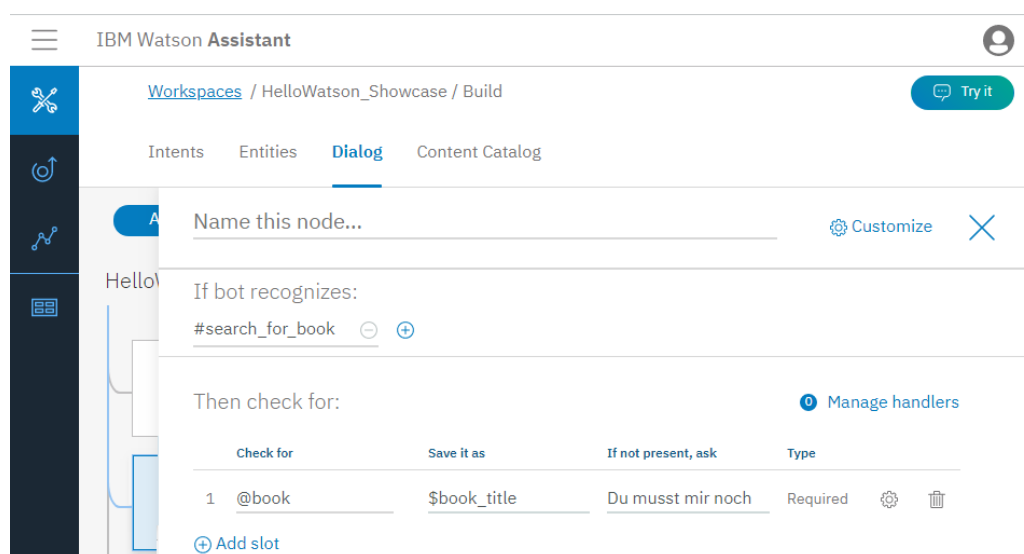 IBM Watson Assistant
Workspaces / HelloWatson_Showcase / Build
Try it
Intents Entities Dialog Content Catalog
A
Name this node...
Customize
Hello
If bot recognizes:
#search_for_book
Then check for:
0 Manage handlers
Check for Save it as If not present, ask Type
1 @book $book_title Du musst mir noch Required
Add slot